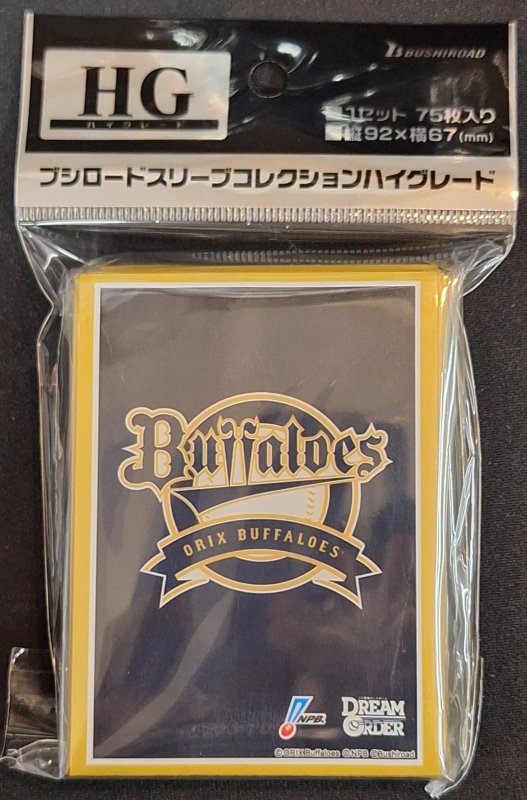 HG
ハイグレード
BUSHIROAD
1セット 75枚入り
縦92×横67(mm)
ブシロードスリーブコレクションハイグレード
Buffaloes
ORIX BUFFALOES
NPB
DREAM
ORDER
©ORIX Buffaloes ©NPB ©Bushiroad